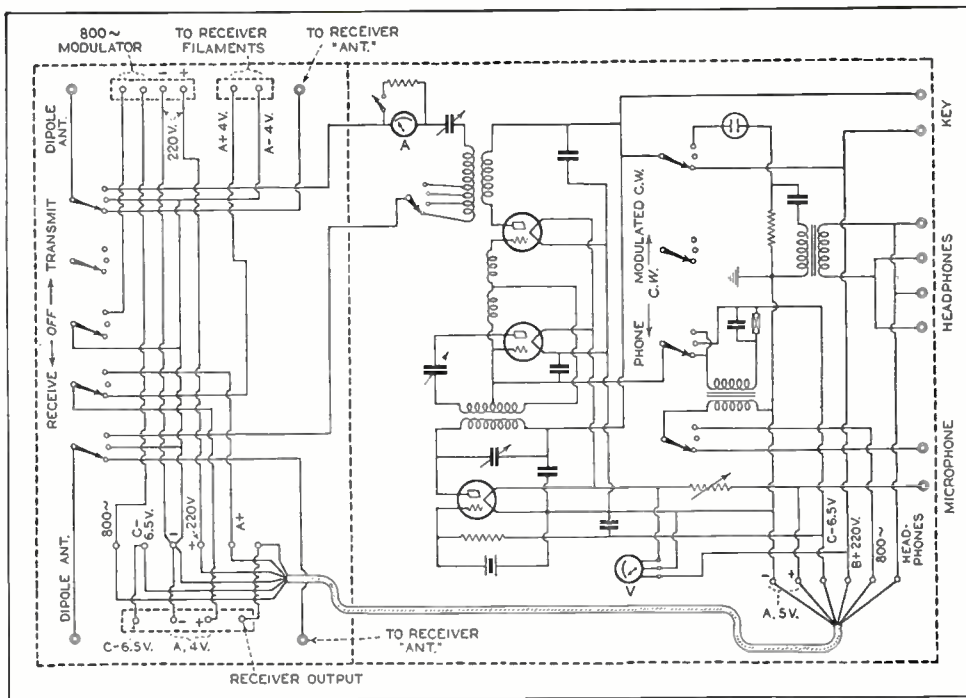 800~
MODULATOR
TO RECEIVER
FILAMENTS
TO RECEIVER
"ANT."
- +
DIPOLE
ANT.
220 V.
A+4V.
A-4V.
A
KEY
RECEIVE ← OFF → TRANSMIT
PHONE ← C.W. → MODULATED C.W.
HEADPHONES
MICROPHONE
800~
C-
6.5V.
-
+
220V
A+
DIPOLE ANT.
C-6.5V.
B+ 220V.
800~
HEAD-
PHONES
V
- +
A, 5V.
- +
C-6.5V.
A, 4V.
TO RECEIVER
"ANT."
RECEIVER OUTPUT